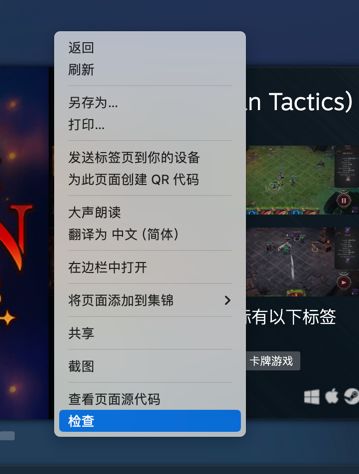 返回
刷新
另存为...
打印...
发送标签页到你的设备
为此页面创建 QR 代码
大声朗读
翻译为 中文 (简体)
在边栏中打开
将页面添加到集锦
共享
截图
查看页面源代码
检查
an Tactics)
有以下标签
卡牌游戏